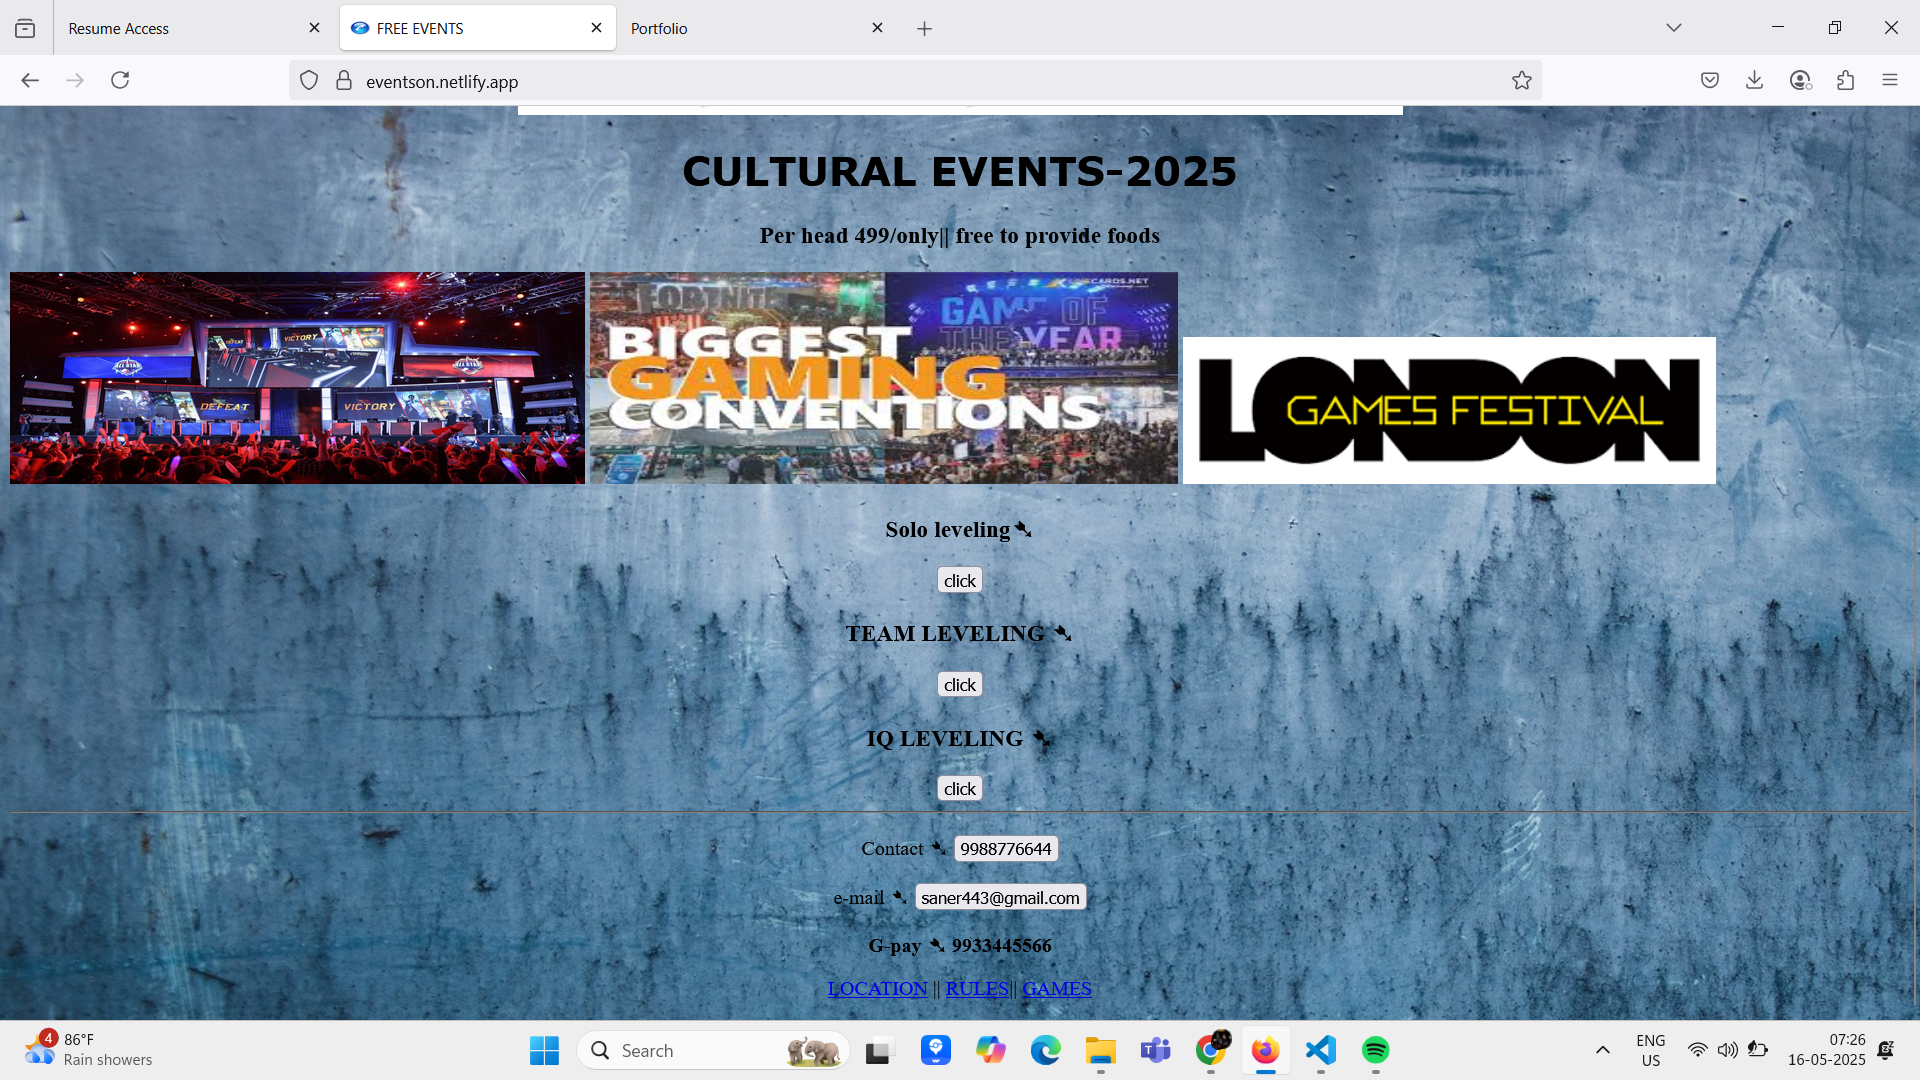 Resume Access
FREE EVENTS
Portfolio
eventson.netlify.app
CULTURAL EVENTS-2025
Per head 499/only|| free to provide foods
DEFEAT
VICTORY
DEFEAT
VICTORY
FORTNITE
CARDS.NET
GAME OF
THE YEAR
BIGGEST
GAMING
CONVENTIONS
LONDON
GAMES FESTIVAL
Solo leveling➷
click
TEAM LEVELING ➷
click
IQ LEVELING ➷
click
Contact ➷ 9988776644
e-mail ➷ saner443@gmail.com
G-pay ➷ 9933445566
LOCATION || RULES|| GAMES
4
86°F
Rain showers
Search
ENG
US
07:26
16-05-2025